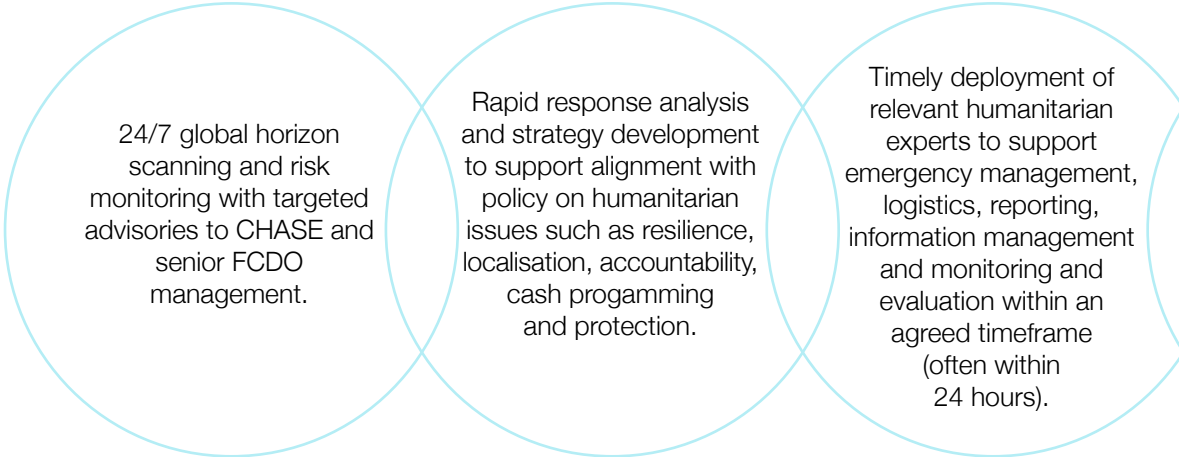 24/7 global horizon
scanning and risk
monitoring with targeted
advisories to CHASE and
senior FCDO
management.
Rapid response analysis
and strategy development
to support alignment with
policy on humanitarian
issues such as resilience,
localisation, accountability,
cash progamming
and protection.
Timely deployment of
relevant humanitarian
experts to support
emergency management,
logistics, reporting,
information management
and monitoring and
evaluation within an
agreed timeframe
(often within
24 hours).